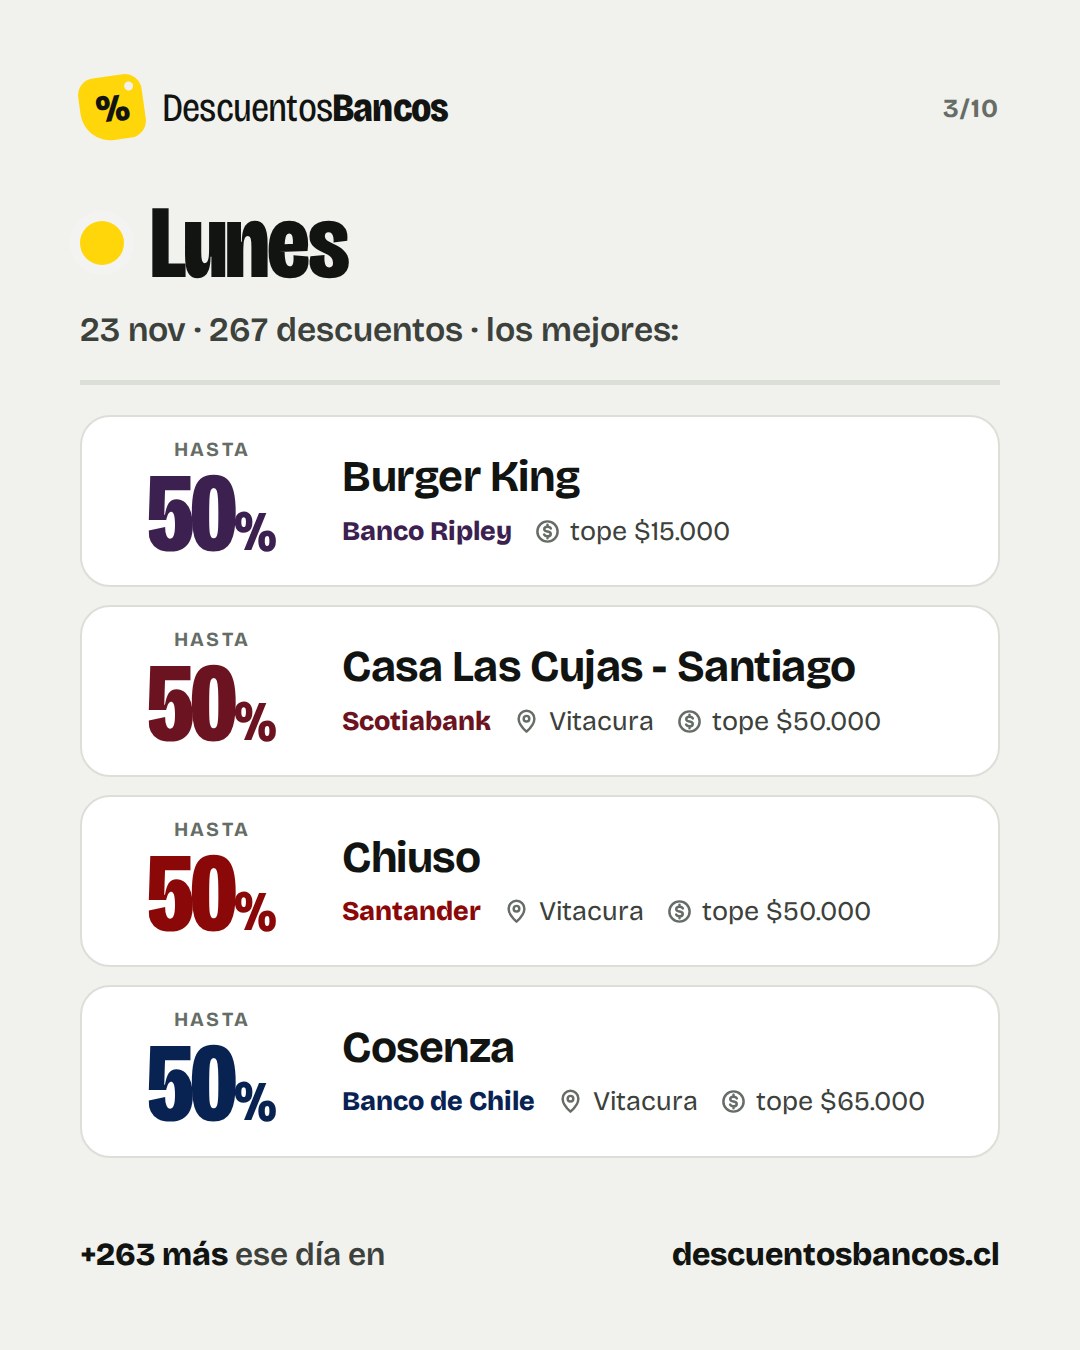 % DescuentosBancos
3/10
Lunes
23 nov · 267 descuentos · los mejores:
HASTA
50%
Burger King
Banco Ripley $ tope $15.000
HASTA
50%
Casa Las Cujas - Santiago
Scotiabank Vitacura $ tope $50.000
HASTA
50%
Chiuso
Santander Vitacura $ tope $50.000
HASTA
50%
Cosenza
Banco de Chile Vitacura $ tope $65.000
+263 más ese día en
descuentosbancos.cl